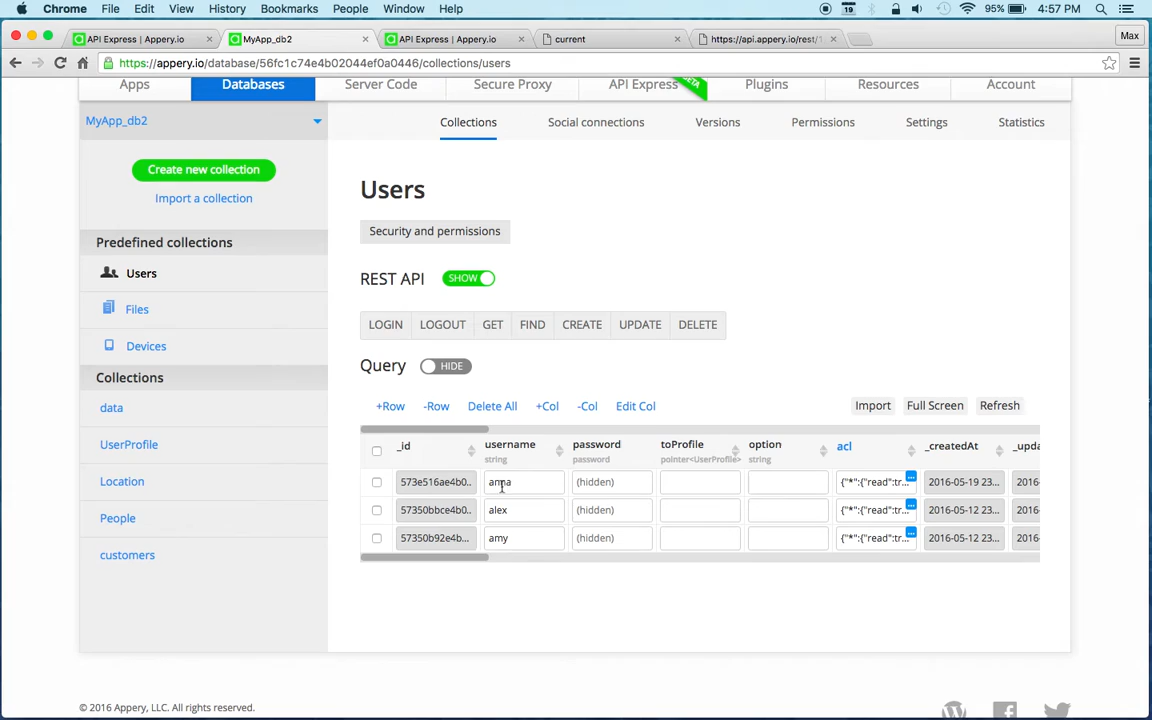 Chrome File Edit View History Bookmarks People Window Help 19 95% 4:57 PM
API Express | Appery.io MyApp_db2 API Express | Appery.io current https://api.appery.io/rest/1 Max
https://appery.io/database/56fc1c74e4b02044ef0a0446/collections/users
Apps Databases Server Code Secure Proxy API Express BETA Plugins Resources Account
MyApp_db2 Collections Social connections Versions Permissions Settings Statistics
Create new collection
Import a collection
Users
Security and permissions
Predefined collections
Users
Files
Devices
Collections
data
UserProfile
Location
People
customers
REST API SHOW
LOGIN LOGOUT GET FIND CREATE UPDATE DELETE
Query HIDE
+Row -Row Delete All +Col -Col Edit Col Import Full Screen Refresh
_id username password toProfile option acl _createdAt _upda
string password pointer<UserProfile> string
573e516ae4b0.. anna (hidden) {"*":{"read":tr... 2016-05-19 23... 2016-
57350bbce4b0.. alex (hidden) {"*":{"read":tr... 2016-05-12 23... 2016-
57350b92e4b... amy (hidden) {"*":{"read":tr... 2016-05-12 23... 2016-
© 2016 Appery, LLC. All rights reserved.